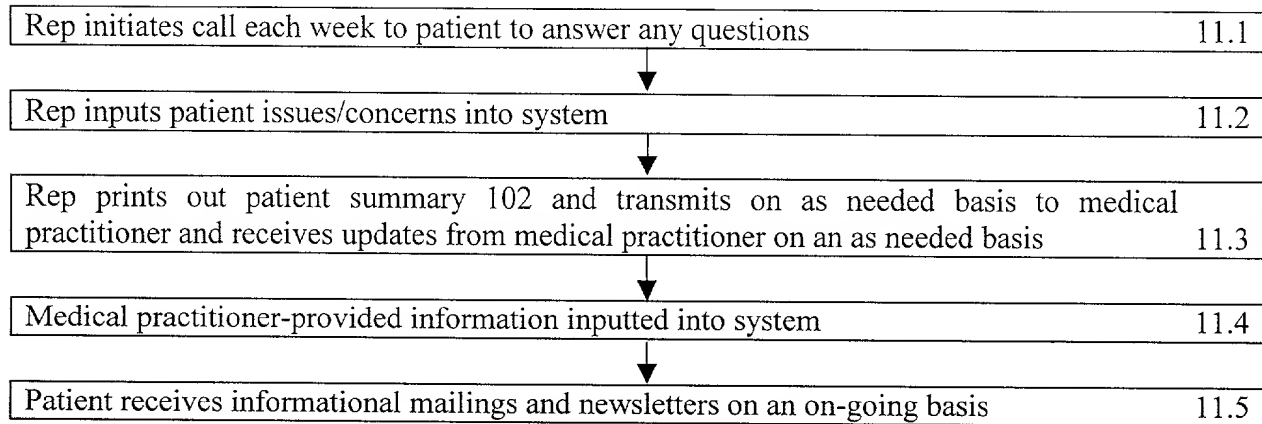 Rep initiates call each week to patient to answer any questions 11.1
Rep inputs patient issues/concerns into system 11.2
Rep prints out patient summary 102 and transmits on as needed basis to medical
practitioner and receives updates from medical practitioner on an as needed basis 11.3
Medical practitioner-provided information inputted into system 11.4
Patient receives informational mailings and newsletters on an on-going basis 11.5